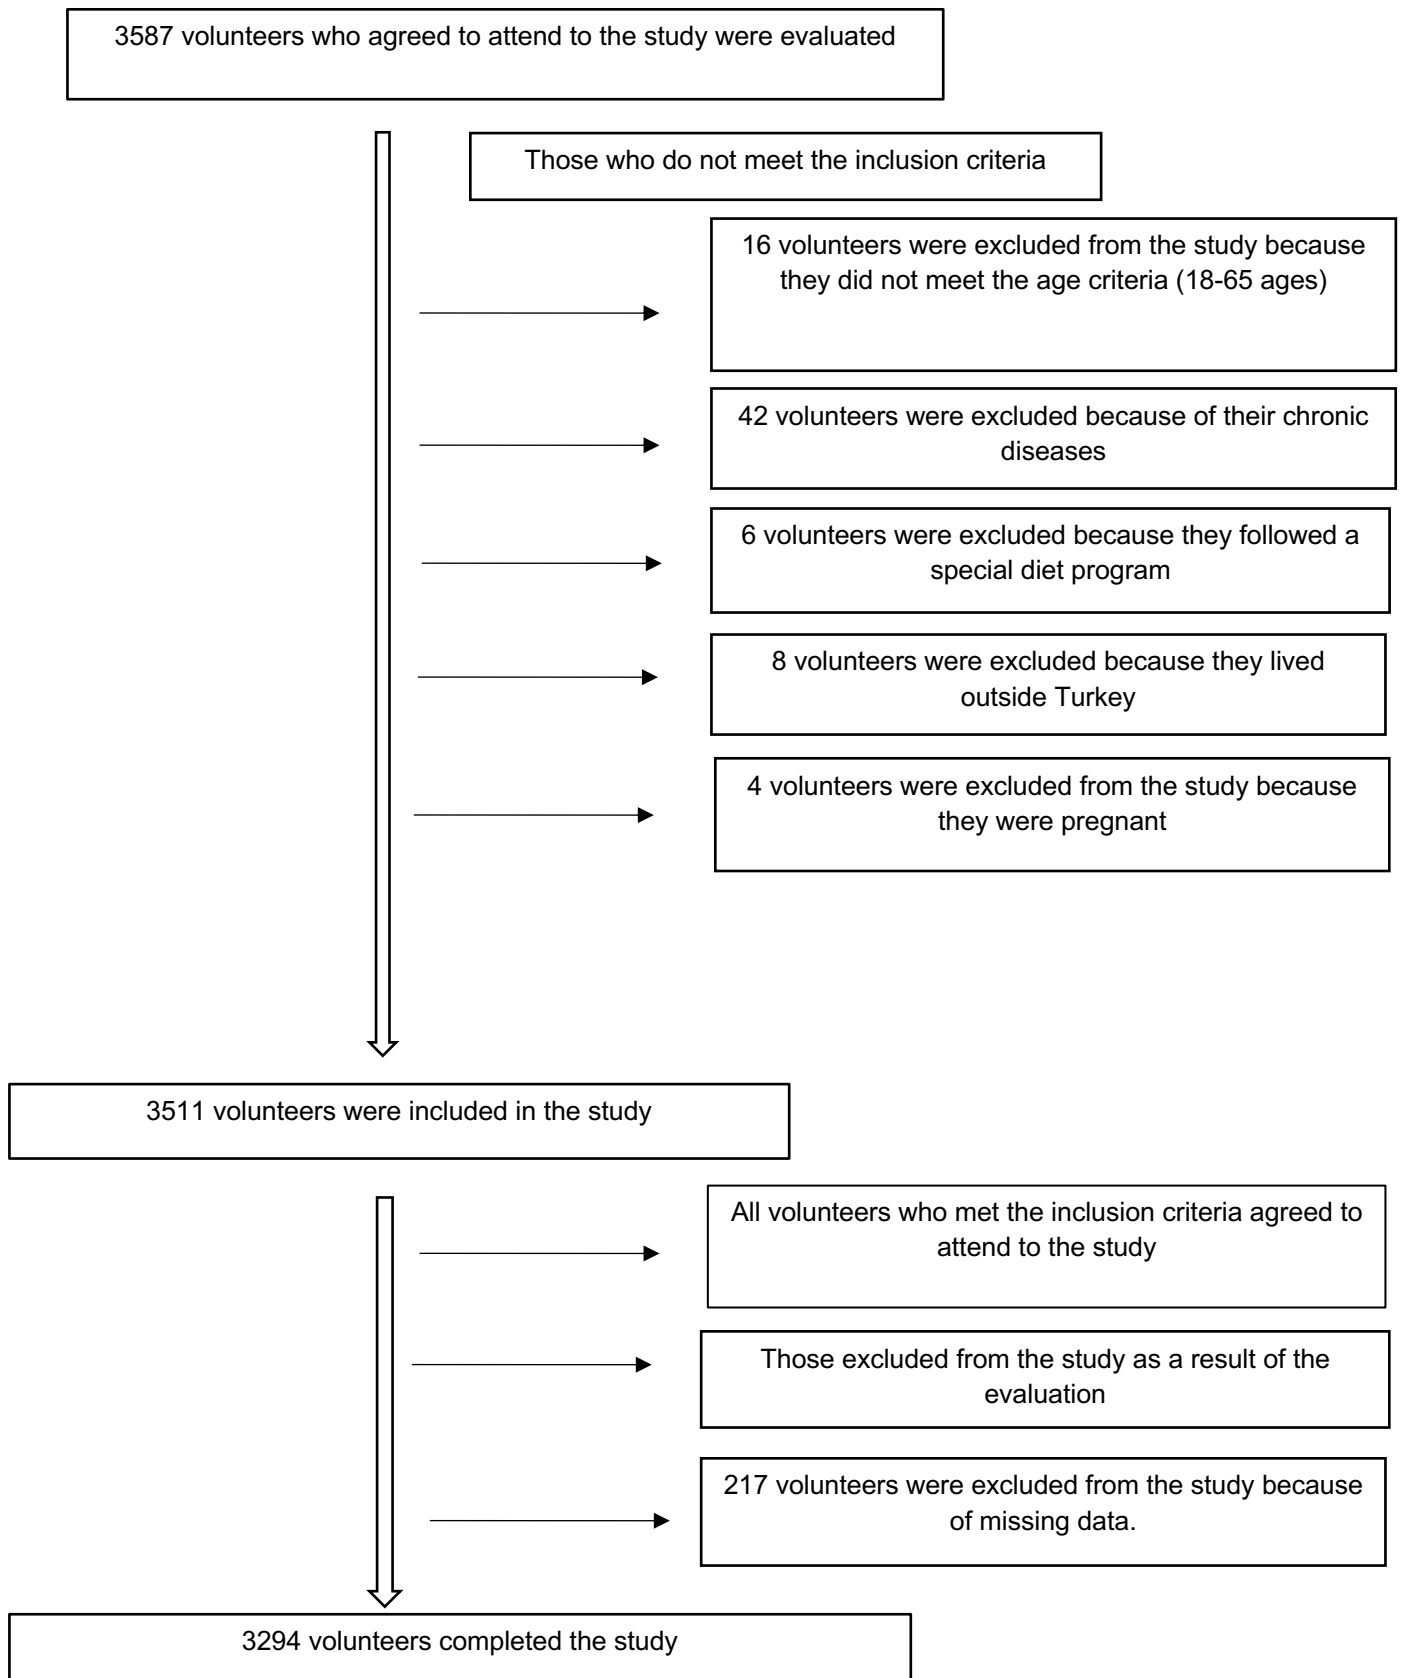 3587 volunteers who agreed to attend to the study were evaluated
Those who do not meet the inclusion criteria
16 volunteers were excluded from the study because
they did not meet the age criteria (18-65 ages)
42 volunteers were excluded because of their chronic
diseases
6 volunteers were excluded because they followed a
special diet program
8 volunteers were excluded because they lived
outside Turkey
4 volunteers were excluded from the study because
they were pregnant
3511 volunteers were included in the study
All volunteers who met the inclusion criteria agreed to
attend to the study
Those excluded from the study as a result of the
evaluation
217 volunteers were excluded from the study because
of missing data.
3294 volunteers completed the study